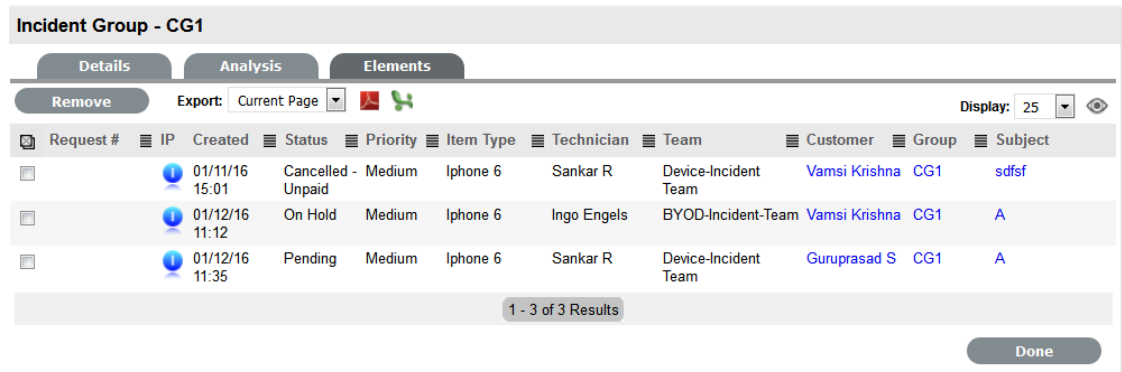 Incident Group - CG1
Details Analysis Elements
Remove Export: Current Page Display: 25
Request # IP Created Status Priority Item Type Technician Team Customer Group Subject
01/11/16 Cancelled - Medium Iphone 6 Sankar R Device-Incident Vamsi Krishna CG1 sdfsf
15:01 Unpaid Team
01/12/16 On Hold Medium Iphone 6 Ingo Engels BYOD-Incident-Team Vamsi Krishna CG1 A
11:12
01/12/16 Pending Medium Iphone 6 Sankar R Device-Incident Guruprasad S CG1 A
11:35 Team
1 - 3 of 3 Results
Done